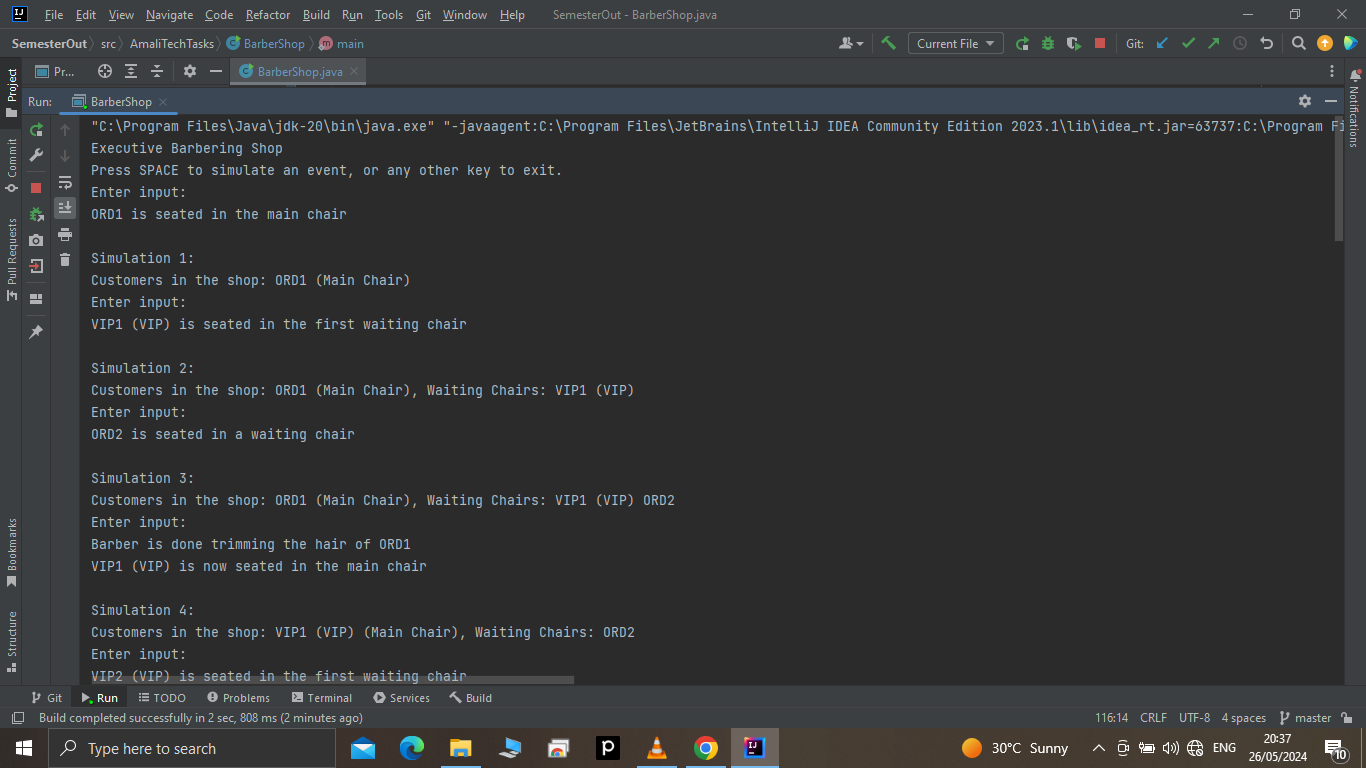 File Edit View Navigate Code Refactor Build Run Tools Git Window Help SemesterOut - BarberShop.java
SemesterOut src AmaliTechTasks BarberShop main Current File Git:
Pr... BarberShop.java
Run: BarberShop
"C:\Program Files\Java\jdk-20\bin\java.exe" "-javaagent:C:\Program Files\JetBrains\IntelliJ IDEA Community Edition 2023.1\lib\idea_rt.jar=63737:C:\Program Fi
Executive Barbering Shop
Press SPACE to simulate an event, or any other key to exit.
Enter input:
ORD1 is seated in the main chair
Simulation 1:
Customers in the shop: ORD1 (Main Chair)
Enter input:
VIP1 (VIP) is seated in the first waiting chair
Simulation 2:
Customers in the shop: ORD1 (Main Chair), Waiting Chairs: VIP1 (VIP)
Enter input:
ORD2 is seated in a waiting chair
Simulation 3:
Customers in the shop: ORD1 (Main Chair), Waiting Chairs: VIP1 (VIP) ORD2
Enter input:
Barber is done trimming the hair of ORD1
VIP1 (VIP) is now seated in the main chair
Simulation 4:
Customers in the shop: VIP1 (VIP) (Main Chair), Waiting Chairs: ORD2
Enter input:
VIP2 (VIP) is seated in the first waiting chair
Project
Commit
Pull Requests
Bookmarks
Structure
Notifications
Git Run TODO Problems Terminal Services Build
Build completed successfully in 2 sec, 808 ms (2 minutes ago) 116:14 CRLF UTF-8 4 spaces master
Type here to search 30°C Sunny ENG 20:37
26/05/2024 10